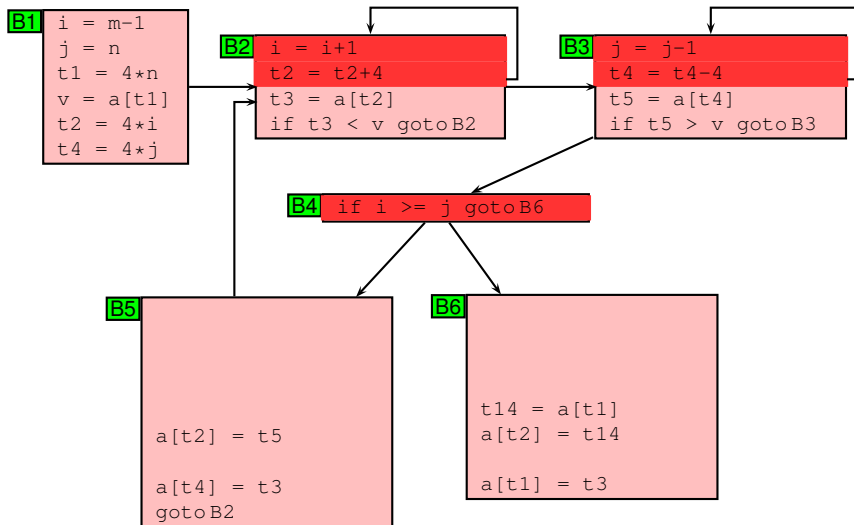 B1
i = m-1
j = n
t1 = 4*n
v = a[t1]
t2 = 4*i
t4 = 4*j
B2
i = i+1
t2 = t2+4
t3 = a[t2]
if t3 < v goto B2
B3
j = j-1
t4 = t4-4
t5 = a[t4]
if t5 > v goto B3
B4
if i >= j goto B6
B5
a[t2] = t5
a[t4] = t3
goto B2
B6
t14 = a[t1]
a[t2] = t14
a[t1] = t3